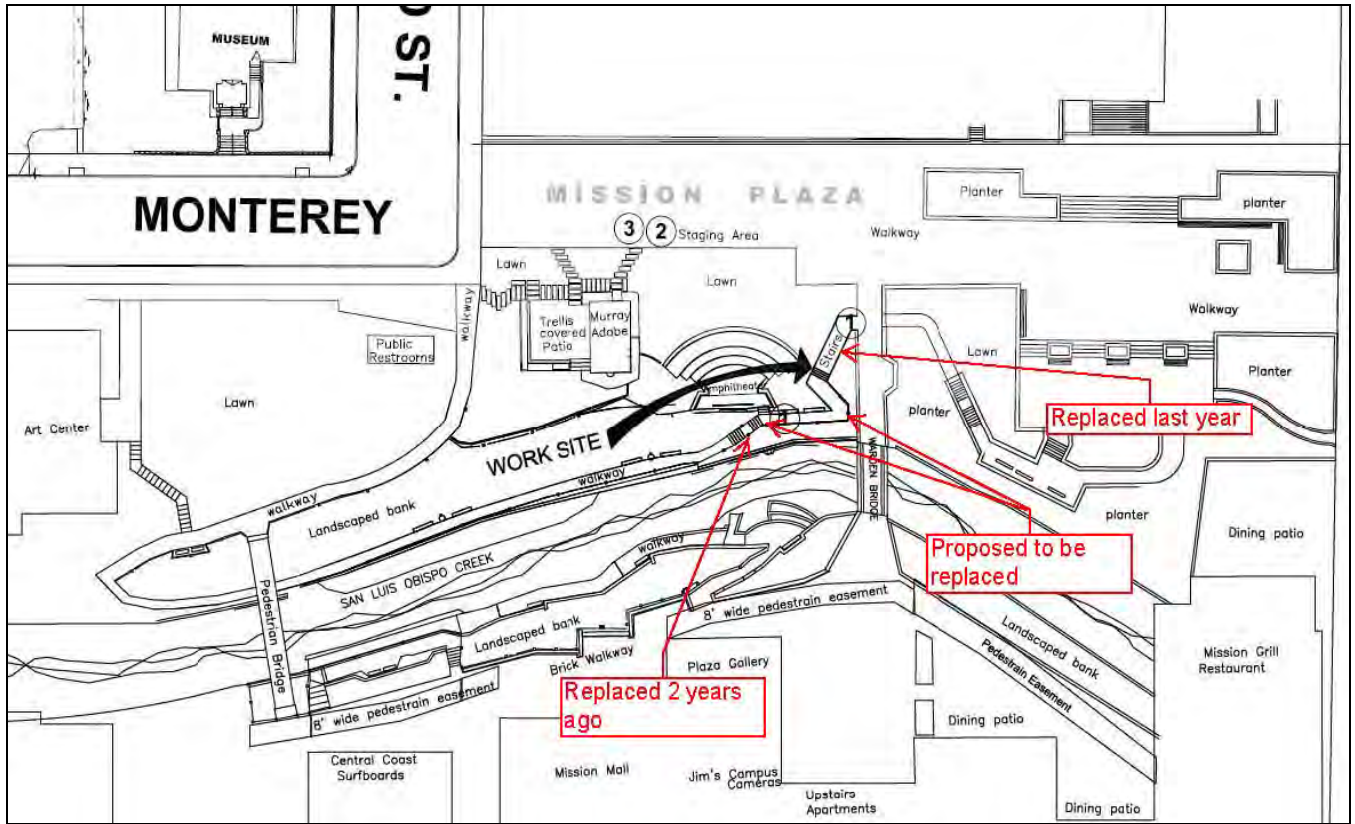 MUSEUM
D ST.
MONTEREY
MISSION PLAZA
3 2 Staging Area
Planter
planter
Walkway
Lawn
Lawn
walkway
Trellis
covered
Patio
Murray
Adobe
Public
Restrooms
1
Stairs
Lawn
Walkway
Planter
Amphitheater
planter
Replaced last year
Art Center
Lawn
WORK SITE
1
walkway
WARDEN BRIDGE
walkway
Landscaped bank
planter
Dining patio
Proposed to be
replaced
SAN LUIS OBISPO CREEK
walkway
Pedestrian Bridge
8' wide pedestrain easement
Landscaped bank
Landscaped bank
Pedestrain Easement
Mission Grill
Restaurant
Brick Walkway
Plaza Gallery
Replaced 2 years
ago
8' wide pedestrain easement
Dining patio
Central Coast
Surfboards
Mission Mall
Jim's Campus
Cameras
Upstairs
Apartments
Dining patio